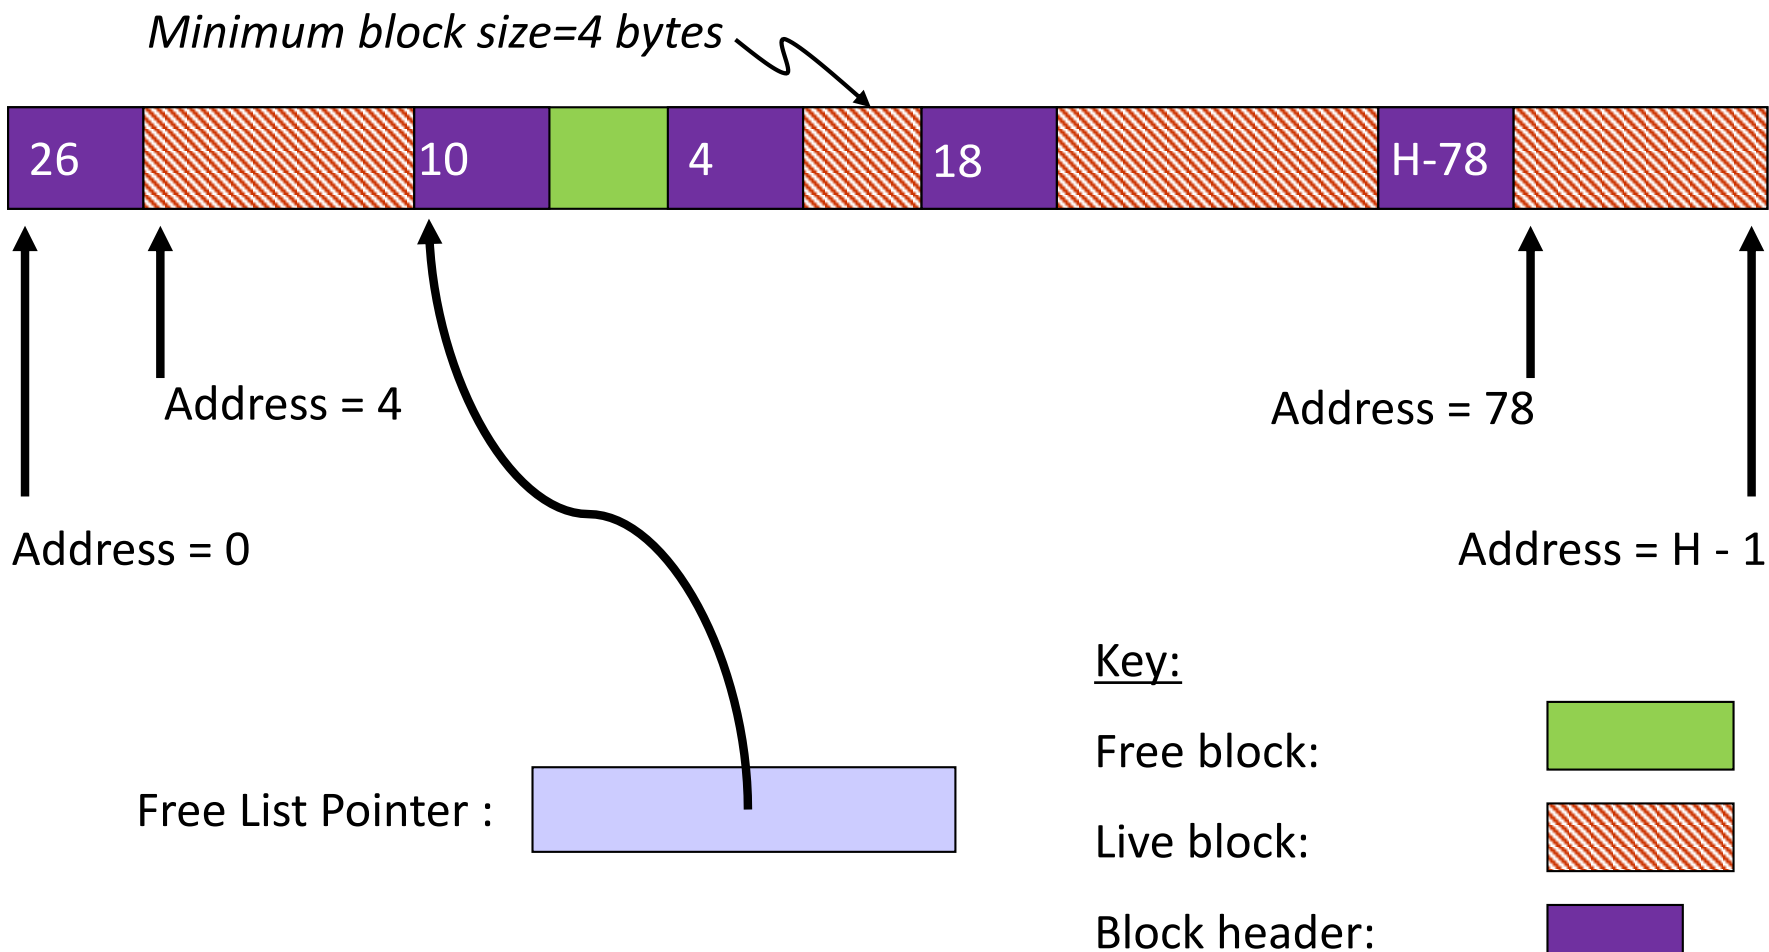 Minimum block size=4 bytes
26 10 4 18 H-78
Address = 4
Address = 78
Address = 0
Address = H - 1
Key:
Free block:
Free List Pointer :
Live block:
Block header: